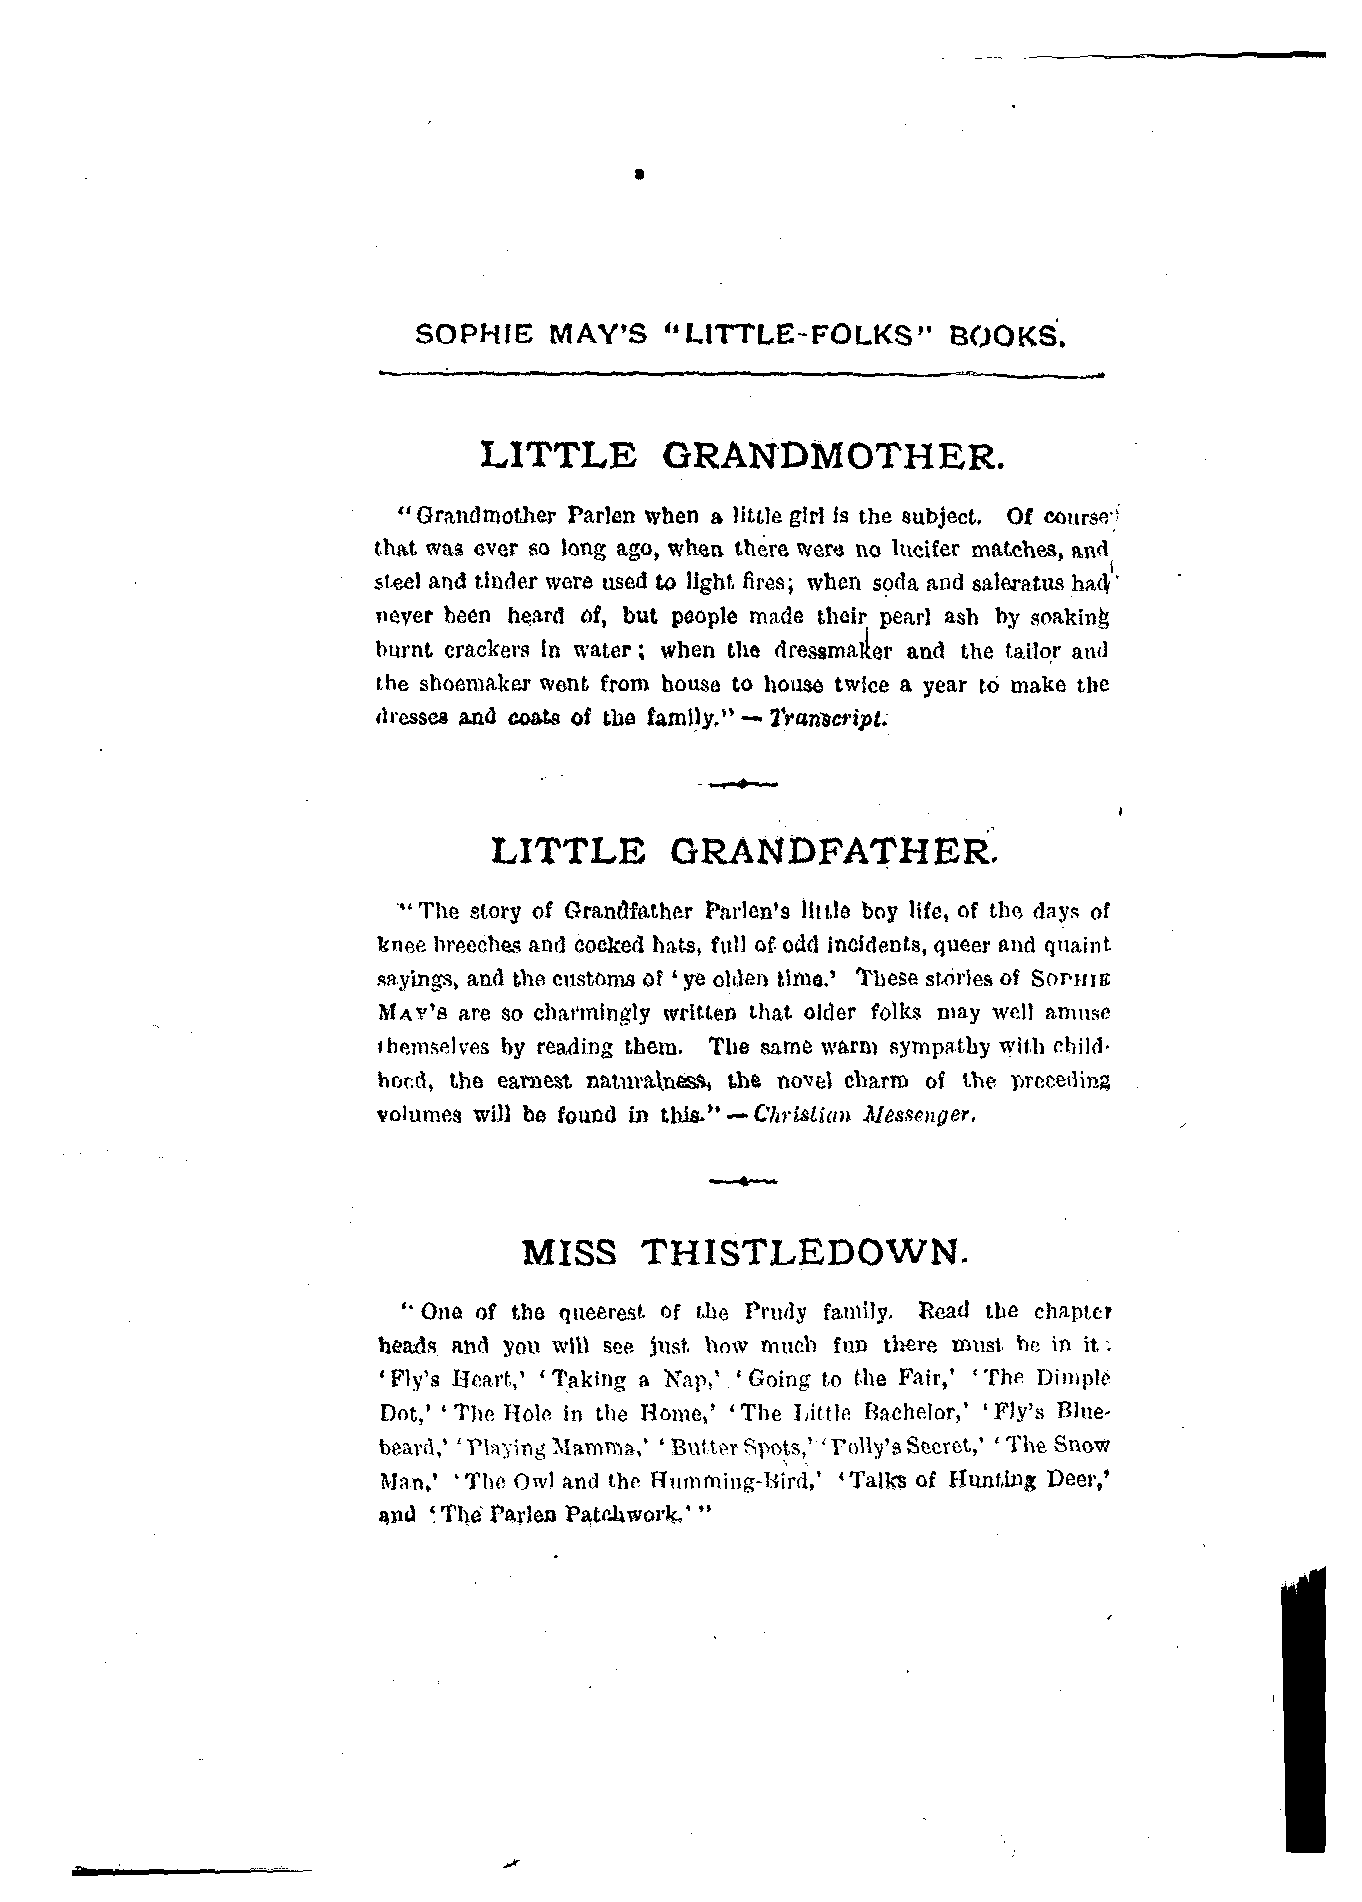 SOPHIE MAY'S "LITTLE-FOLKS" BOOKS.
LITTLE GRANDMOTHER.
"Grandmother Parlen when a little girl is the subject. Of course
that was ever so long ago, when there were no lucifer matches, and
steel and tinder were used to light fires; when soda and saleratus had
never been heard of, but people made their pearl ash by soaking
burnt crackers in water; when the dressmaker and the tailor and
the shoemaker went from house to house twice a year to make the
dresses and coats of the family." — Transcript.
LITTLE GRANDFATHER.
"The story of Grandfather Parlen's little boy life, of the days of
knee breeches and cocked hats, full of odd incidents, queer and quaint
sayings, and the customs of 'ye olden time.' These stories of SOPHIE
MAY'S are so charmingly written that older folks may well amuse
themselves by reading them. The same warm sympathy with child-
hood, the earnest naturalness, the novel charm of the preceding
volumes will be found in this." — Christian Messenger.
MISS THISTLEDOWN.
"One of the queerest of the Prudy family. Read the chapter
heads and you will see just how much fun there must be in it:
'Fly's Heart,' 'Taking a Nap,' 'Going to the Fair,' 'The Dimple
Dot,' 'The Hole in the Home,' 'The Little Bachelor,' 'Fly's Blue-
beard,' 'Playing Mamma,' 'Butter Spots,' 'Polly's Secret,' 'The Snow
Man,' 'The Owl and the Humming-Bird,' 'Talks of Hunting Deer,'
and 'The Parlen Patchwork.'"